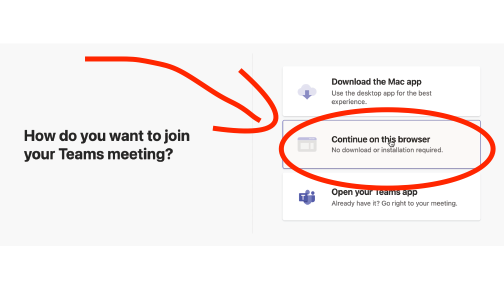 How do you want to join
your Teams meeting?
Download the Mac app
Use the desktop app for the best
experience.
Continue on this browser
No download or installation required.
Open your Teams app
Already have it? Go right to your meeting.